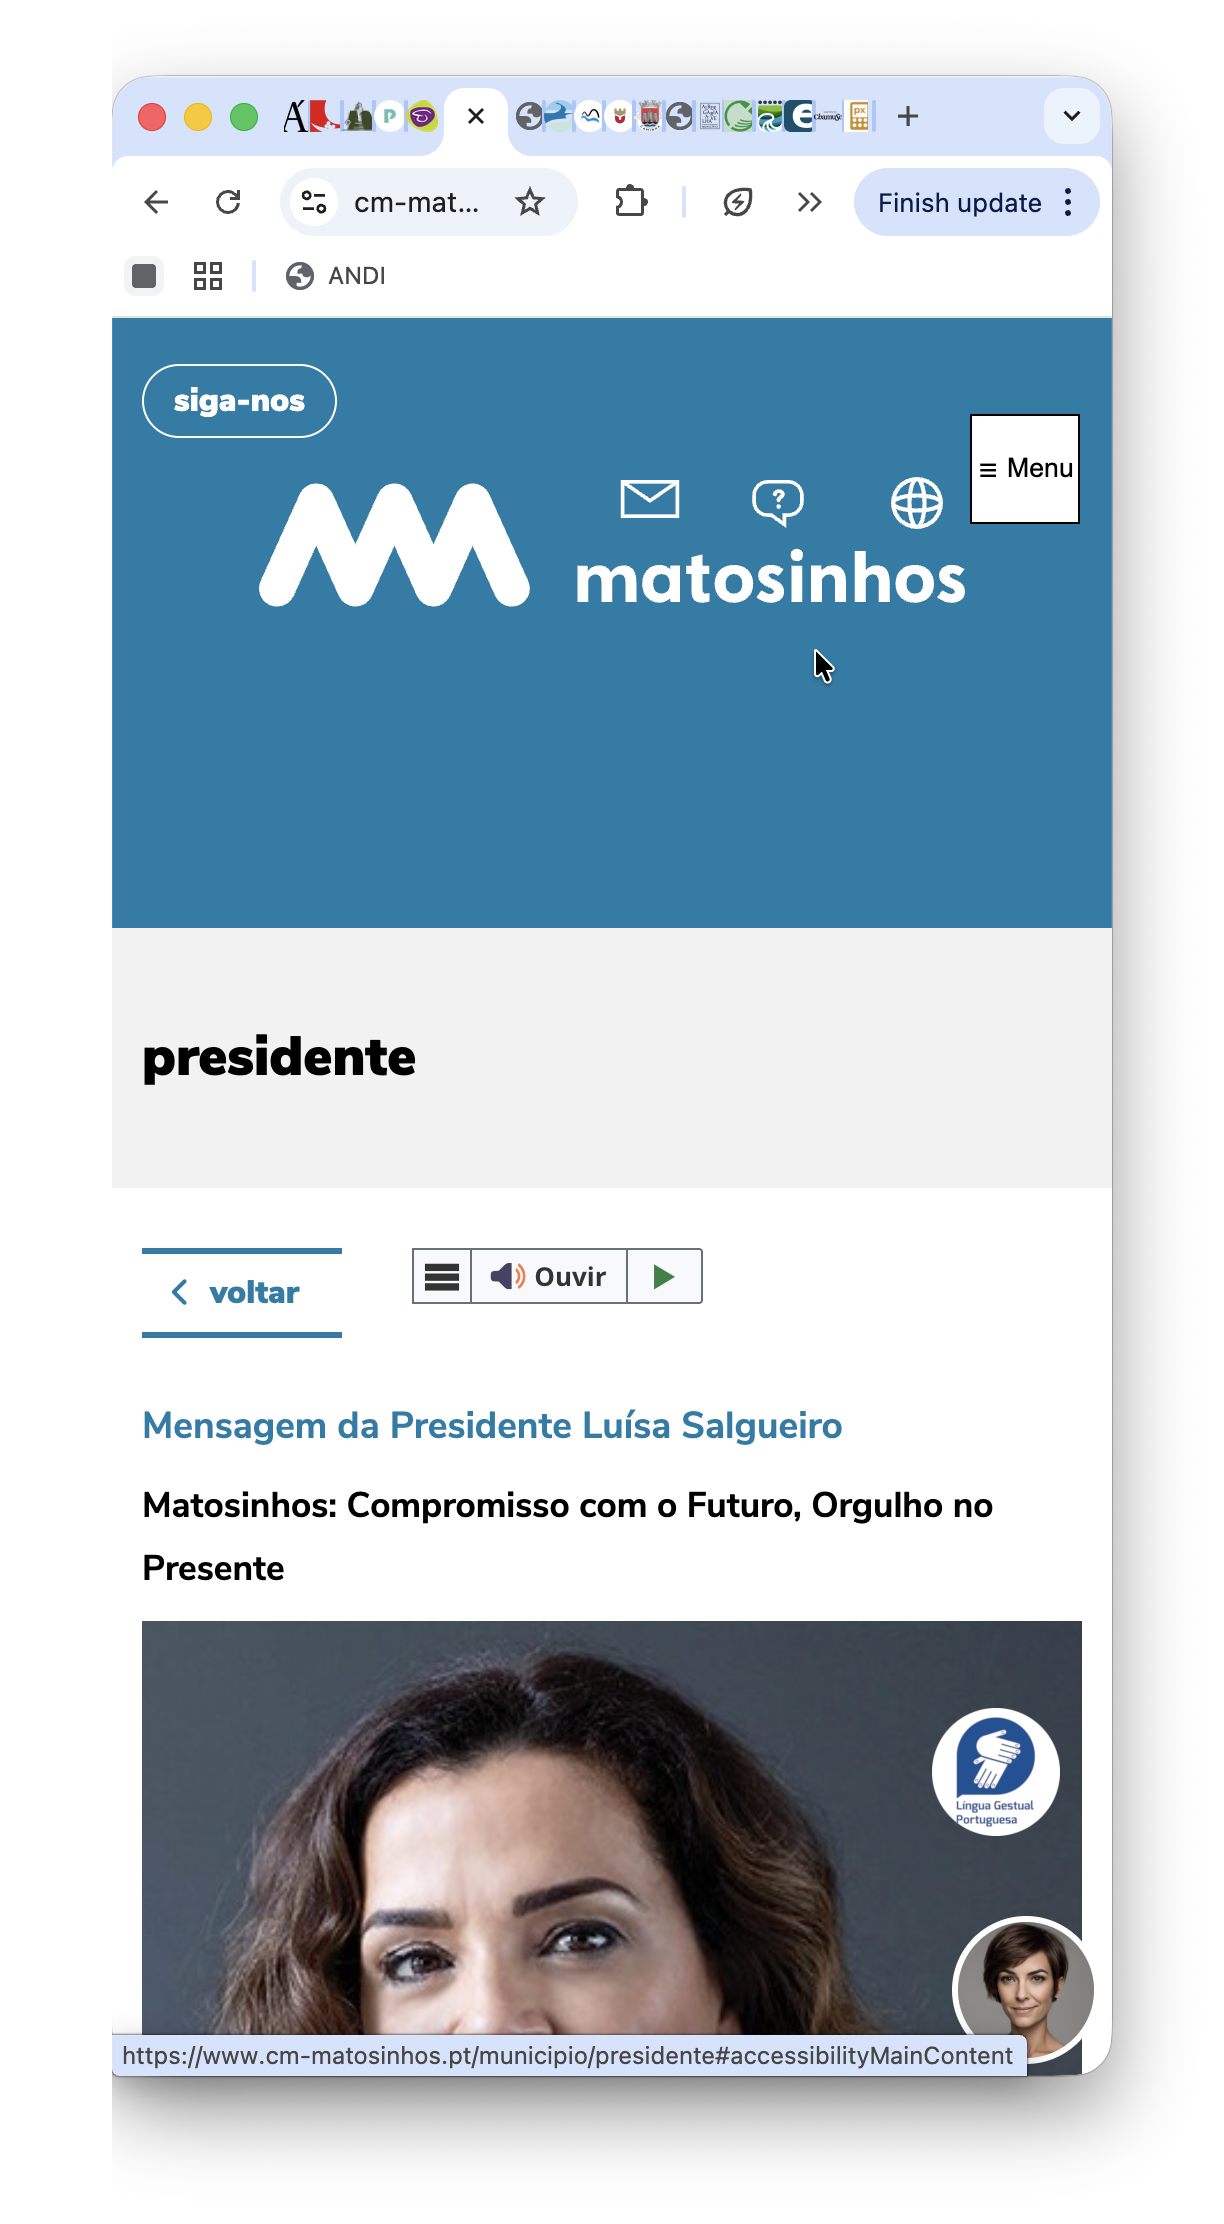 cm-mat...
Finish update
ANDI
siga-nos
≡ Menu
matosinhos
presidente
voltar
Ouvir
Mensagem da Presidente Luísa Salgueiro
Matosinhos: Compromisso com o Futuro, Orgulho no
Presente
Língua Gestual
Portuguesa
https://www.cm-matosinhos.pt/municipio/presidente#accessibilityMainContent